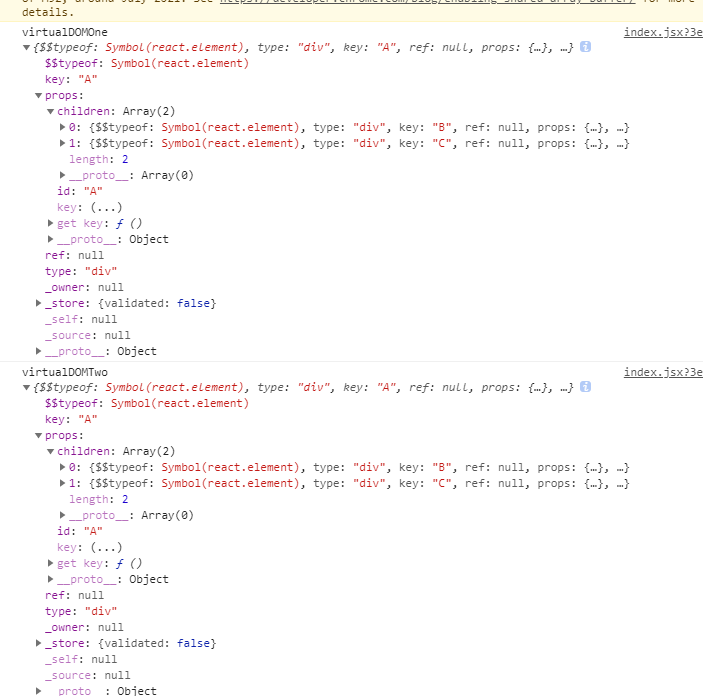 details.
virtualDOMOne index.jsx?3e
▼{$$typeof: Symbol(react.element), type: "div", key: "A", ref: null, props: {…}, …} i
$$typeof: Symbol(react.element)
key: "A"
▼props:
▼children: Array(2)
▶0: {$$typeof: Symbol(react.element), type: "div", key: "B", ref: null, props: {…}, …}
▶1: {$$typeof: Symbol(react.element), type: "div", key: "C", ref: null, props: {…}, …}
length: 2
▶__proto__: Array(0)
id: "A"
key: (...)
▶get key: ƒ ()
▶__proto__: Object
ref: null
type: "div"
_owner: null
▶_store: {validated: false}
_self: null
_source: null
▶__proto__: Object
virtualDOMTwo index.jsx?3e
▼{$$typeof: Symbol(react.element), type: "div", key: "A", ref: null, props: {…}, …} i
$$typeof: Symbol(react.element)
key: "A"
▼props:
▼children: Array(2)
▶0: {$$typeof: Symbol(react.element), type: "div", key: "B", ref: null, props: {…}, …}
▶1: {$$typeof: Symbol(react.element), type: "div", key: "C", ref: null, props: {…}, …}
length: 2
▶__proto__: Array(0)
id: "A"
key: (...)
▶get key: ƒ ()
▶__proto__: Object
ref: null
type: "div"
_owner: null
▶_store: {validated: false}
_self: null
_source: null
▶__proto__: Object